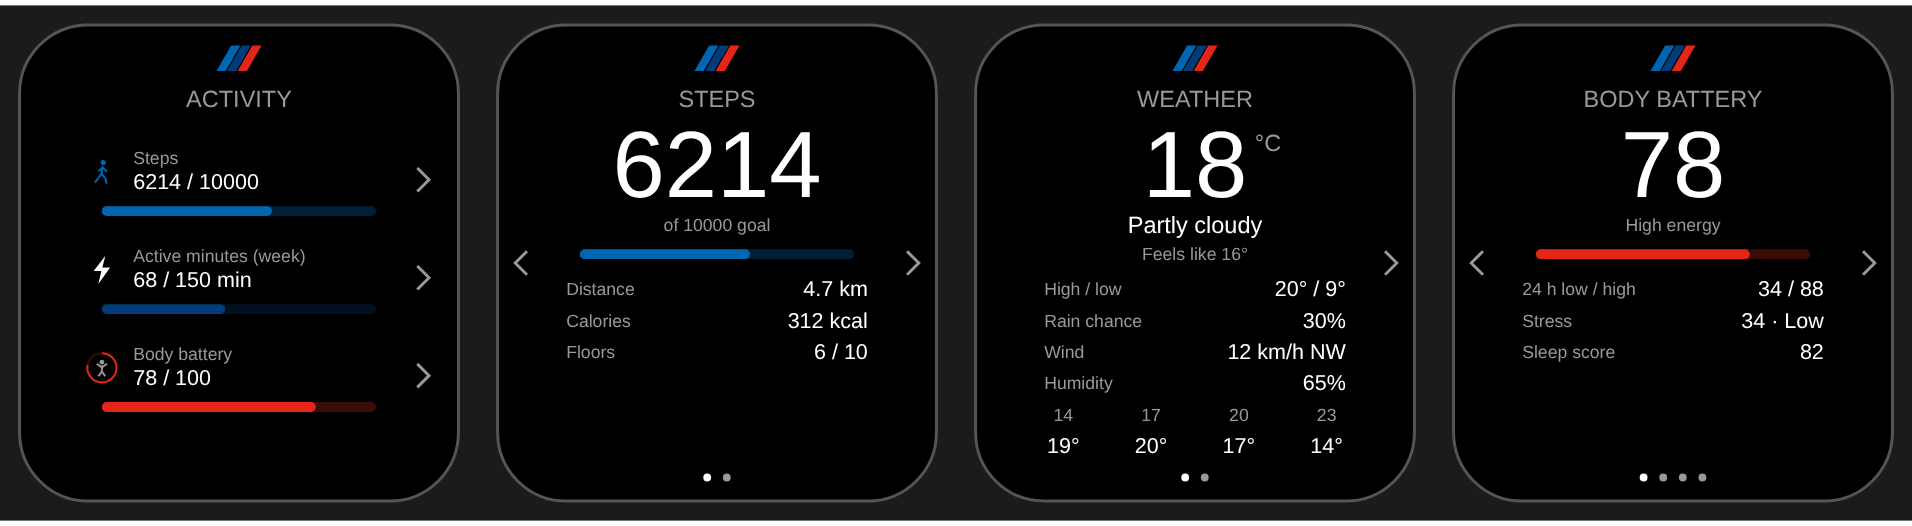 ACTIVITY
Steps
6214 / 10000
Active minutes (week)
68 / 150 min
Body battery
78 / 100
STEPS
6214
of 10000 goal
Distance 4.7 km
Calories 312 kcal
Floors 6 / 10
WEATHER
18 °C
Partly cloudy
Feels like 16°
High / low 20° / 9°
Rain chance 30%
Wind 12 km/h NW
Humidity 65%
14 17 20 23
19° 20° 17° 14°
BODY BATTERY
78
High energy
24 h low / high 34 / 88
Stress 34 · Low
Sleep score 82